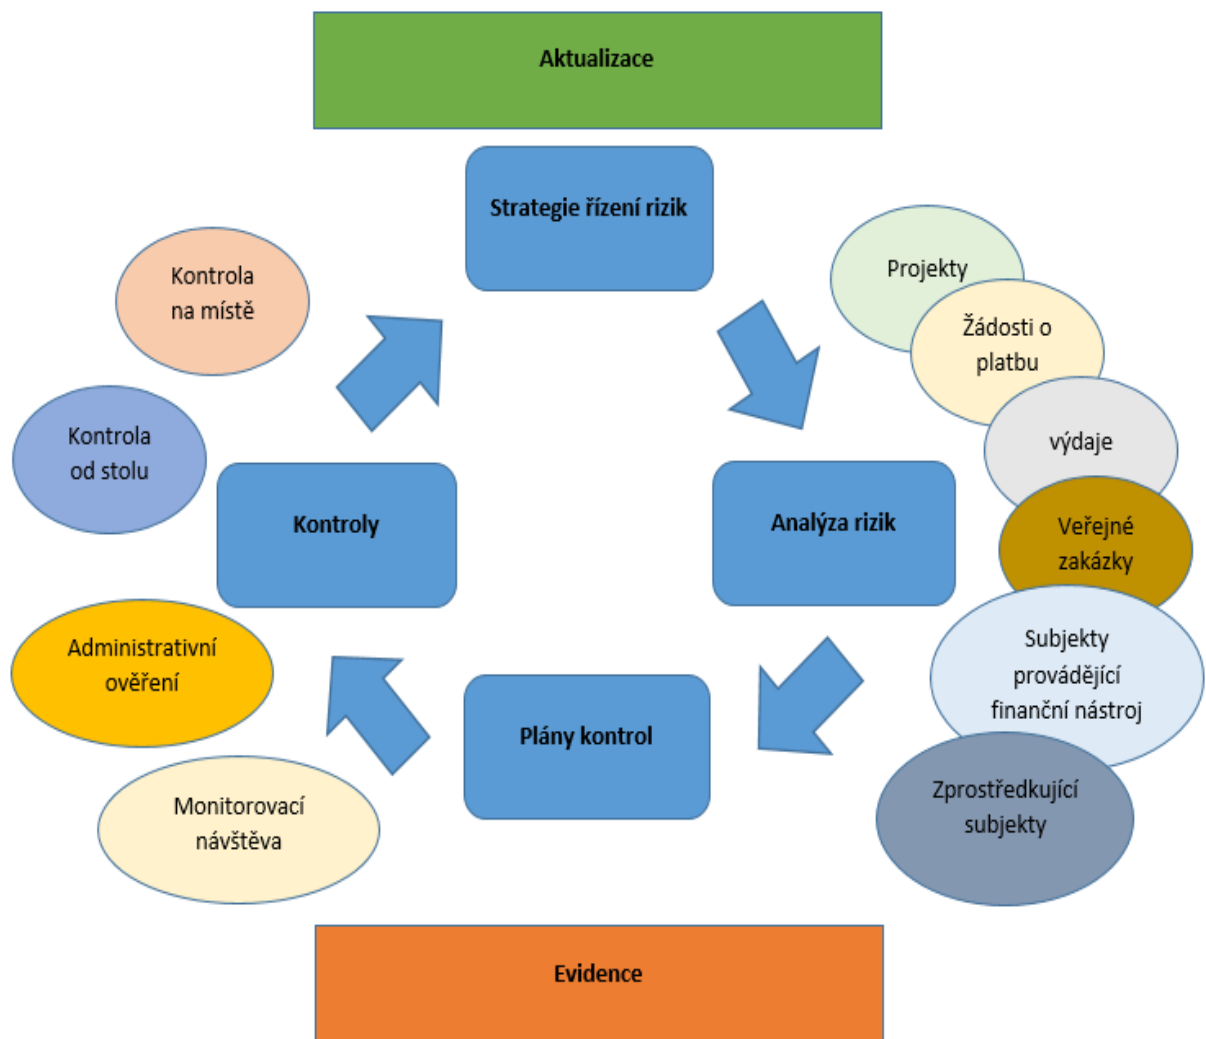 Aktualizace
Strategie řízení rizik
Kontrola
na místě
Projekty
Žádosti o
platbu
Kontrola
od stolu
výdaje
Kontroly
Analýza rizik
Veřejné
zakázky
Administrativní
ověření
Subjekty
provádějící
finanční nástroj
Plány kontrol
Monitorovací
návštěva
Zprostředkující
subjekty
Evidence